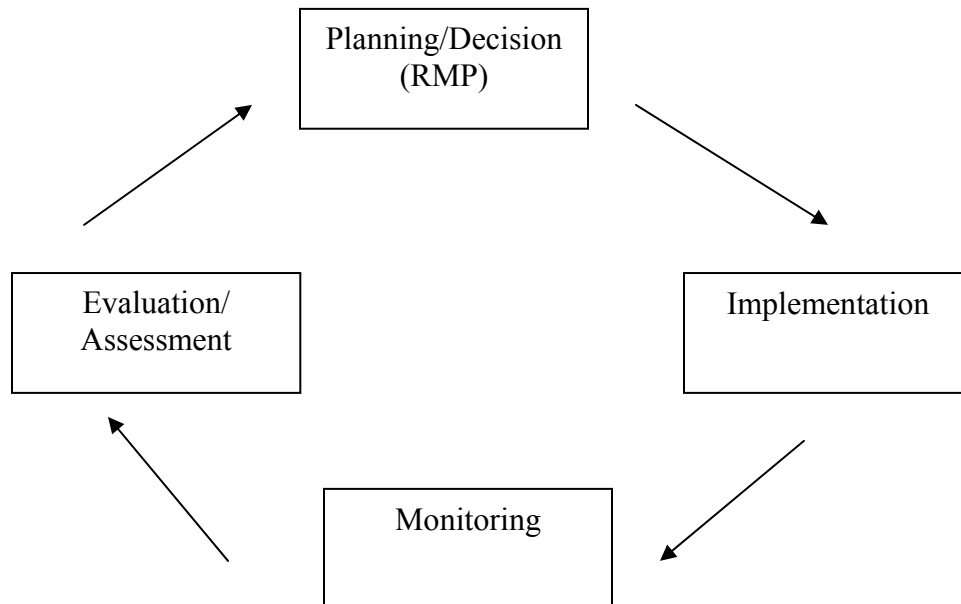 Planning/Decision
(RMP)
Evaluation/
Assessment
Implementation
Monitoring